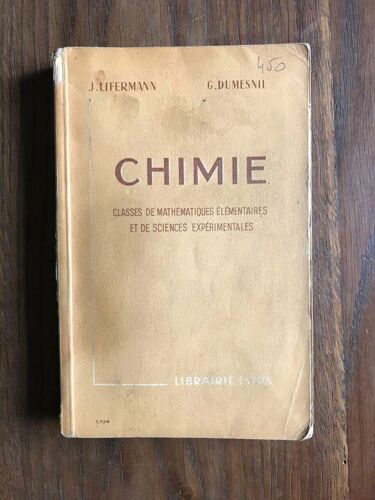 450
J. LIFERMANN G. DUMESNIL
CHIMIE
CLASSES DE MATHÉMATIQUES ÉLÉMENTAIRES
ET DE SCIENCES EXPÉRIMENTALES
LIBRAIRIE ISTRA